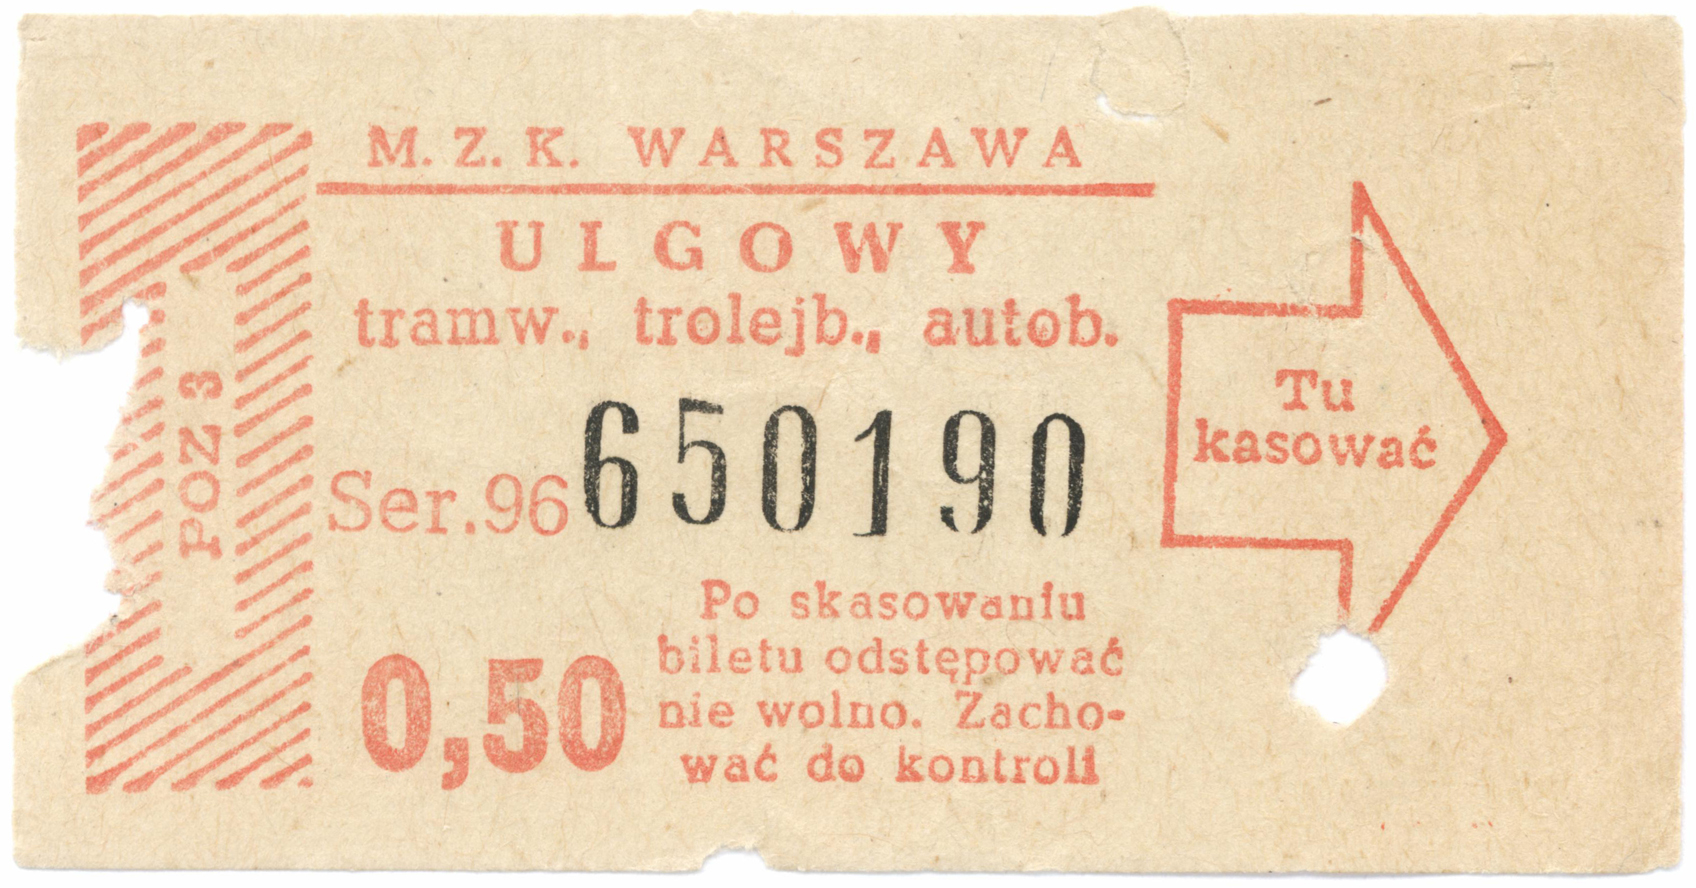 M. Z. K. WARSZAWA
ULGOWY
tramw., trolejb., autob.
POZ 3
Ser.96 650190
0,50
Po skasowaniu
biletu odstępować
nie wolno. Zacho-
wać do kontroli
Tu
kasować